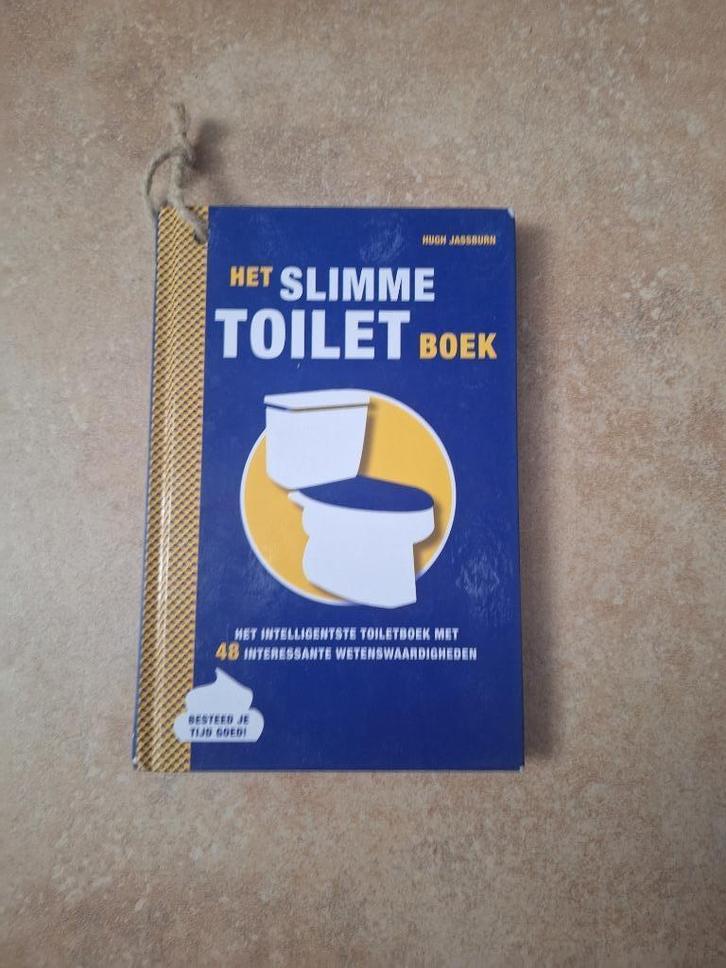 HUGH JASSBURN
HET SLIMME
TOILET BOEK
HET INTELLIGENTSTE TOILETBOEK MET
48 INTERESSANTE WETENSWAARDIGHEDEN
BESTEED JE
TIJD GOED!